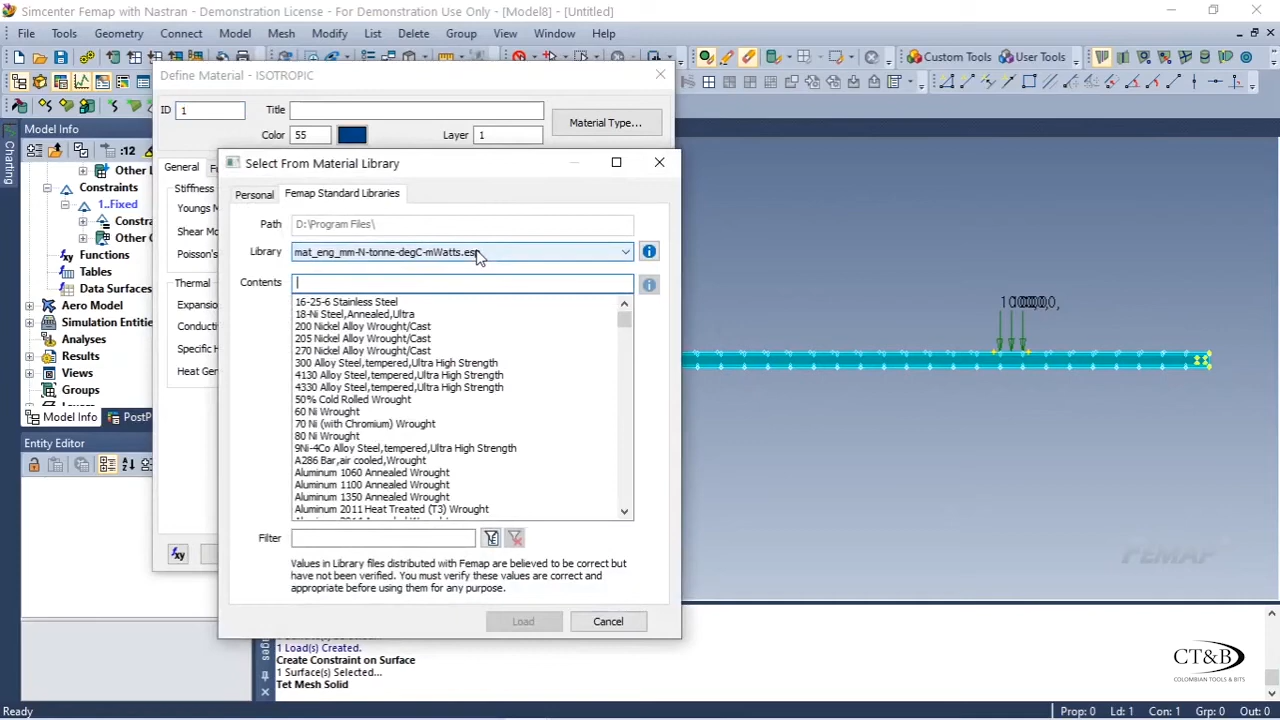 Simcenter Femap with Nastran - Demonstration License - For Demonstration Use Only - [Model8] - [Untitled]
File Tools Geometry Connect Model Mesh Modify List Delete Group View Window Help
Custom Tools User Tools
Define Material - ISOTROPIC
ID 1 Title
Material Type...
Color 55 Layer 1
Charting
Model Info
:12
Other
Constraints
1..Fixed
Constra
Other
Functions
Tables
Data Surfaces
Aero Model
Simulation Entities
Analyses
Results
Views
Groups
Model Info PostP
Entity Editor
General
Stiffness
Youngs M
Shear Mo
Poisson's
Thermal
Expansion
Conducti
Specific H
Heat Gen
Select From Material Library
Personal Femap Standard Libraries
Path D:\Program Files\
Library mat_eng_mm-N-tonne-degC-mWatts.esp
Contents
16-25-6 Stainless Steel
18-Ni Steel,Annealed,Ultra
200 Nickel Alloy Wrought/Cast
205 Nickel Alloy Wrought/Cast
270 Nickel Alloy Wrought/Cast
300 Alloy Steel,tempered,Ultra High Strength
4130 Alloy Steel,tempered,Ultra High Strength
4330 Alloy Steel,tempered,Ultra High Strength
50% Cold Rolled Wrought
60 Ni Wrought
70 Ni (with Chromium) Wrought
80 Ni Wrought
9Ni-4Co Alloy Steel,tempered,Ultra High Strength
A286 Bar,air cooled,Wrought
Aluminum 1060 Annealed Wrought
Aluminum 1100 Annealed Wrought
Aluminum 1350 Annealed Wrought
Aluminum 2011 Heat Treated (T3) Wrought
Filter
Values in Library files distributed with Femap are believed to be correct but
have not been verified. You must verify these values are correct and
appropriate before using them for any purpose.
Load Cancel
FEMAP
1 Load(s) Created.
Create Constraint on Surface
1 Surface(s) Selected...
Tet Mesh Solid
CT&B
COLOMBIAN TOOLS & BITS
Ready Prop: 0 Ld: 1 Con: 1 Grp: 0 Out: 0